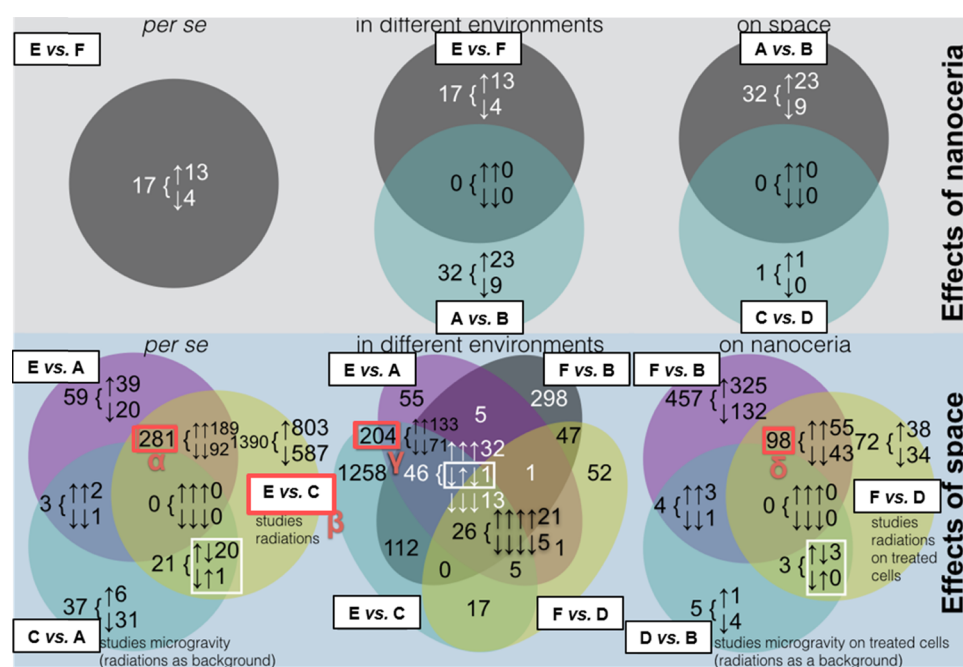 per se
in different environments
on space
E vs. F
E vs. F
A vs. B
17 { ↑13 ↓4
17 { ↑13 ↓4
32 { ↑23 ↓9
0 { ↑↑0 ↓↓0
0 { ↑↑0 ↓↓0
32 { ↑23 ↓9
1 { ↑1 ↓0
A vs. B
C vs. D
Effects of nanoceria
per se
in different environments
on nanoceria
E vs. A
59 { ↑39 ↓20
281 { ↑↑189 ↓↓92
α
1390 { ↑803 ↓587
3 { ↑↑2 ↓↓1
0 { ↑↑↑0 ↓↓↓0
E vs. C
β
studies
radiations
21 { ↑↓20 ↓↑1
37 { ↑6 ↓31
C vs. A
studies microgravity
(radiations as background)
E vs. A
F vs. B
55
5
298
204 { ↑↑133 ↓↓71
γ
47
1258
46 { ↑↑↑32 ↓↑↓1 ↓↓↓13
1
52
26 { ↑↑↑↑21 ↓↓↓↓5
1
112
0
5
17
E vs. C
F vs. D
F vs. B
457 { ↑325 ↓132
98 { ↑↑55 ↓↓43
δ
72 { ↑38 ↓34
4 { ↑↑3 ↓↓1
0 { ↑↑↑0 ↓↓↓0
F vs. D
studies
radiations
on treated
cells
3 { ↑↓3 ↓↑0
5 { ↑1 ↓4
D vs. B
studies microgravity on treated cells
(radiations as a background)
Effects of space